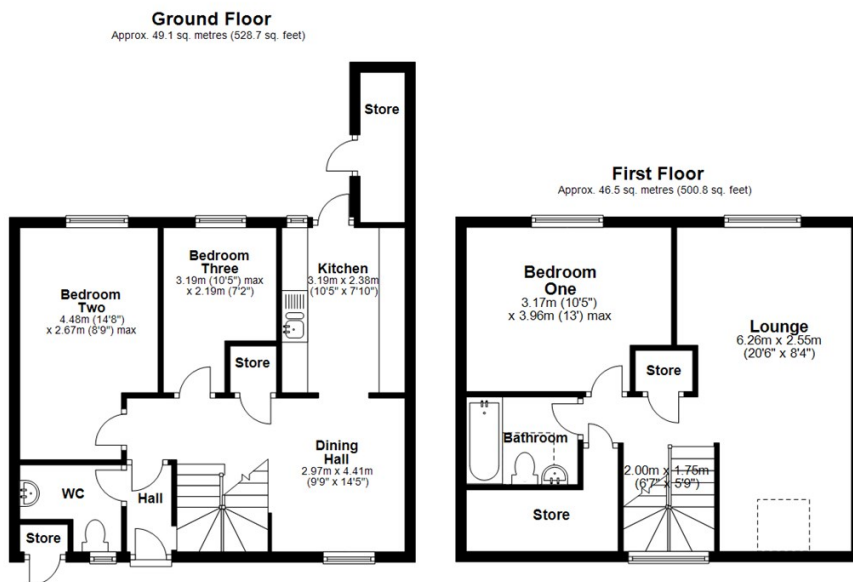 Ground Floor
Approx. 49.1 sq. metres (528.7 sq. feet)
Store
Bedroom
Two
4.48m (14'8")
x 2.67m (8'9") max
Bedroom
Three
3.19m (10'5") max
x 2.19m (7'2")
Kitchen
3.19m x 2.38m
(10'5" x 7'10")
Store
Dining
Hall
2.97m x 4.41m
(9'9" x 14'5")
WC
Hall
Store
First Floor
Approx. 46.5 sq. metres (500.8 sq. feet)
Bedroom
One
3.17m (10'5")
x 3.96m (13') max
Lounge
6.26m x 2.55m
(20'6" x 8'4")
Store
Bathroom
2.00m x 1.75m
(6'7" x 5'9")
Store